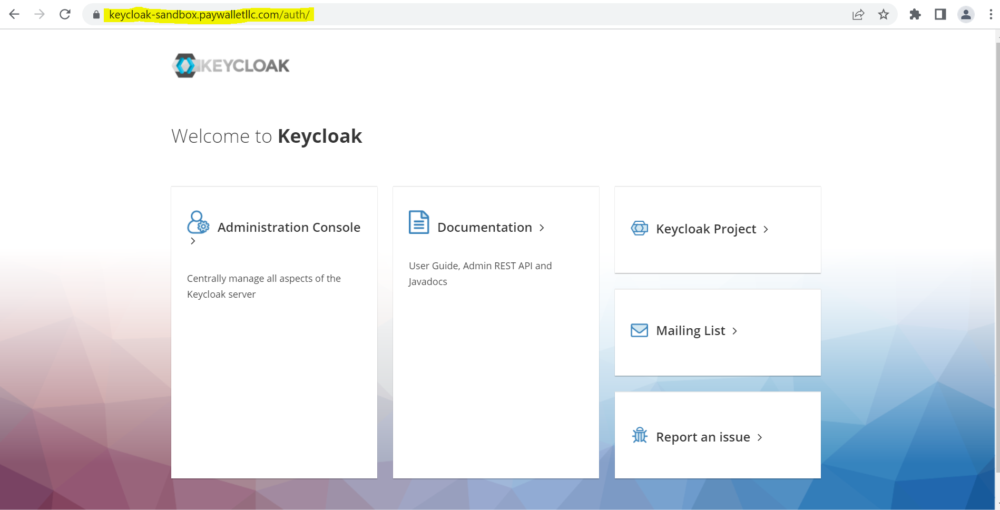 keycloak-sandbox.paywalletllc.com/auth/
KEYCLOAK
Welcome to Keycloak
Administration Console
Centrally manage all aspects of the
Keycloak server
Documentation
User Guide, Admin REST API and
Javadocs
Keycloak Project
Mailing List
Report an issue